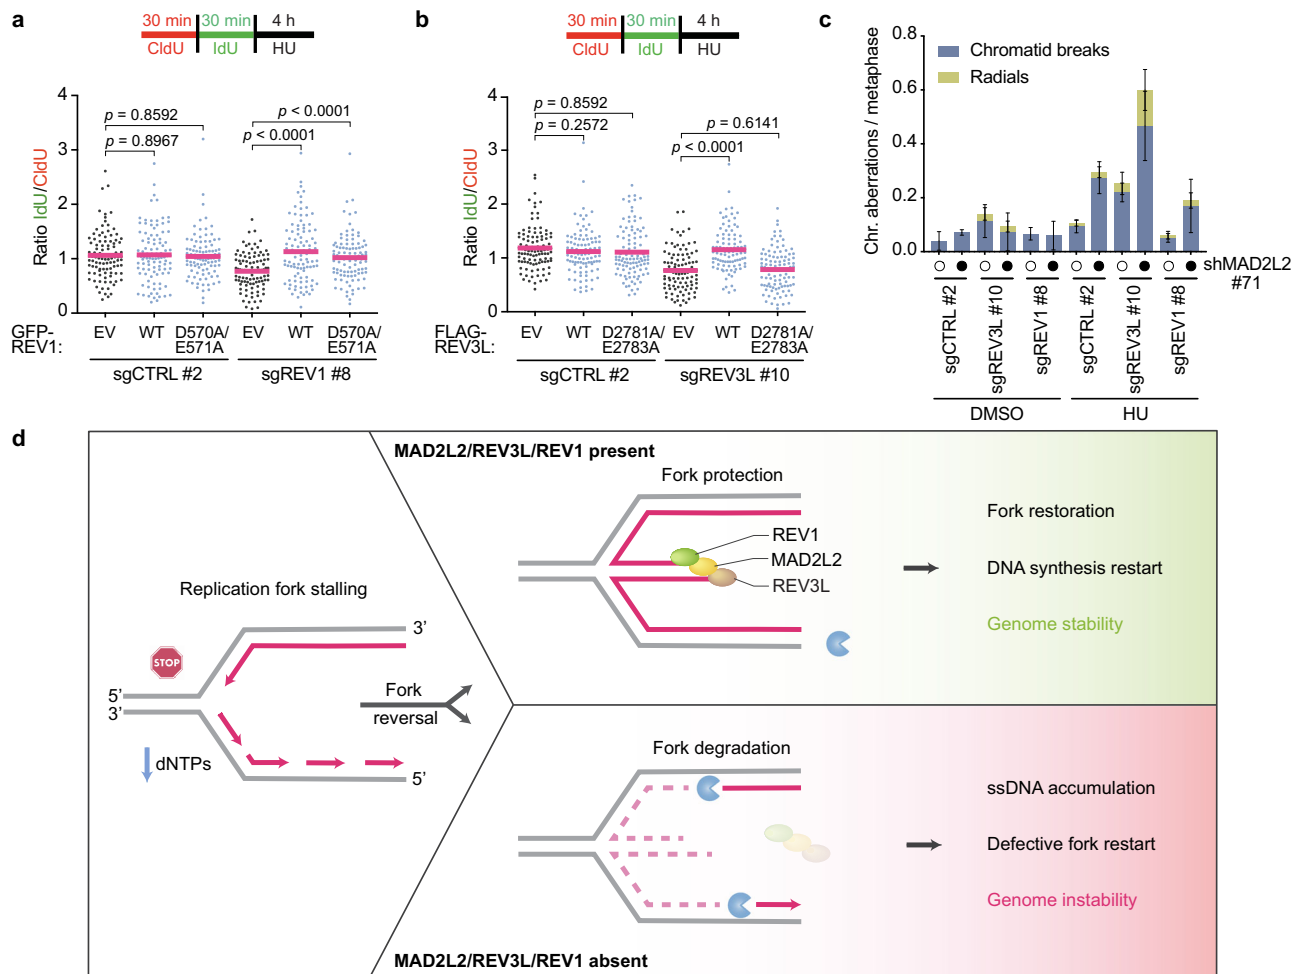 a
30 min 30 min 4 h
CldU IdU HU
Ratio IdU/CldU
4
3
2
1
0
p = 0.8592
p = 0.8967
p < 0.0001
p < 0.0001
GFP-
REV1:
EV WT D570A/
E571A
EV WT D570A/
E571A
sgCTRL #2 sgREV1 #8
b
30 min 30 min 4 h
CldU IdU HU
Ratio IdU/CldU
4
3
2
1
0
p = 0.8592
p = 0.2572
p = 0.6141
p < 0.0001
FLAG-
REV3L:
EV WT D2781A/
E2783A
EV WT D2781A/
E2783A
sgCTRL #2 sgREV3L #10
c
Chr. aberrations / metaphase
0.8
0.6
0.4
0.2
0.0
Chromatid breaks
Radials
shMAD2L2
#71
sgCTRL #2
sgREV3L #10
sgREV1 #8
sgCTRL #2
sgREV3L #10
sgREV1 #8
DMSO HU
d
Replication fork stalling
STOP
3’
5’
3’
5’
dNTPs
Fork
reversal
MAD2L2/REV3L/REV1 present
Fork protection
REV1
MAD2L2
REV3L
Fork restoration
DNA synthesis restart
Genome stability
Fork degradation
ssDNA accumulation
Defective fork restart
Genome instability
MAD2L2/REV3L/REV1 absent